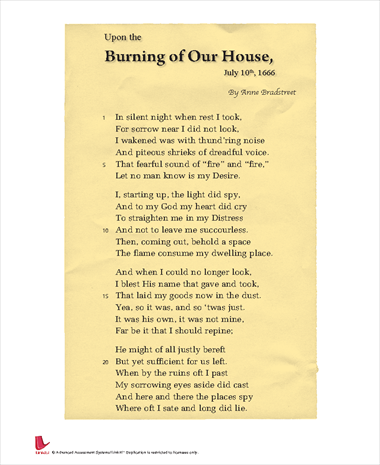 Upon the
Burning of Our House,
July 10th, 1666
By Anne Bradstreet
1 In silent night when rest I took,
For sorrow near I did not look,
I wakened was with thund'ring noise
And piteous shrieks of dreadful voice.
5 That fearful sound of "fire" and "fire,"
Let no man know is my Desire.
I, starting up, the light did spy,
And to my God my heart did cry
To straighten me in my Distress
10 And not to leave me succourless.
Then, coming out, behold a space
The flame consume my dwelling place.
And when I could no longer look,
I blest His name that gave and took,
15 That laid my goods now in the dust.
Yea, so it was, and so 'twas just.
It was his own, it was not mine,
Far be it that I should repine;
He might of all justly bereft
20 But yet sufficient for us left.
When by the ruins oft I past
My sorrowing eyes aside did cast
And here and there the places spy
Where oft I sate and long did lie.